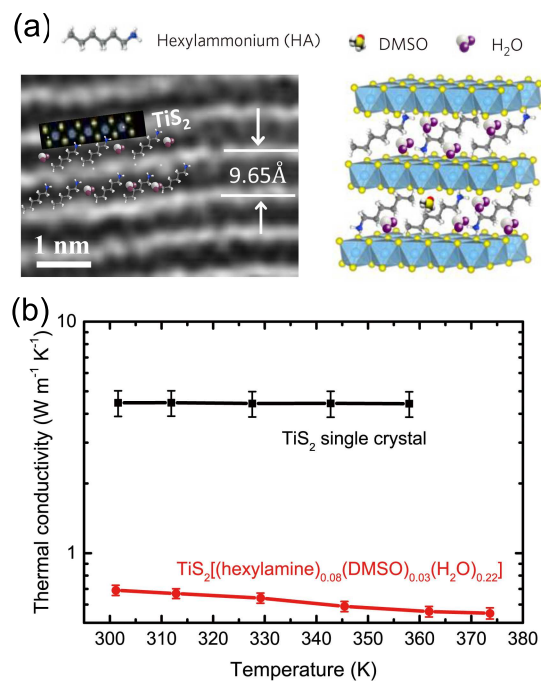 (a) Hexylammonium (HA) DMSO H₂O
TiS₂
9.65Å
1 nm
(b)
10
1
Thermal conductivity (W m⁻¹ K⁻¹)
TiS₂ single crystal
TiS₂[(hexylamine)₀.₀₈(DMSO)₀.₀₃(H₂O)₀.₂₂]
300 310 320 330 340 350 360 370 380
Temperature (K)